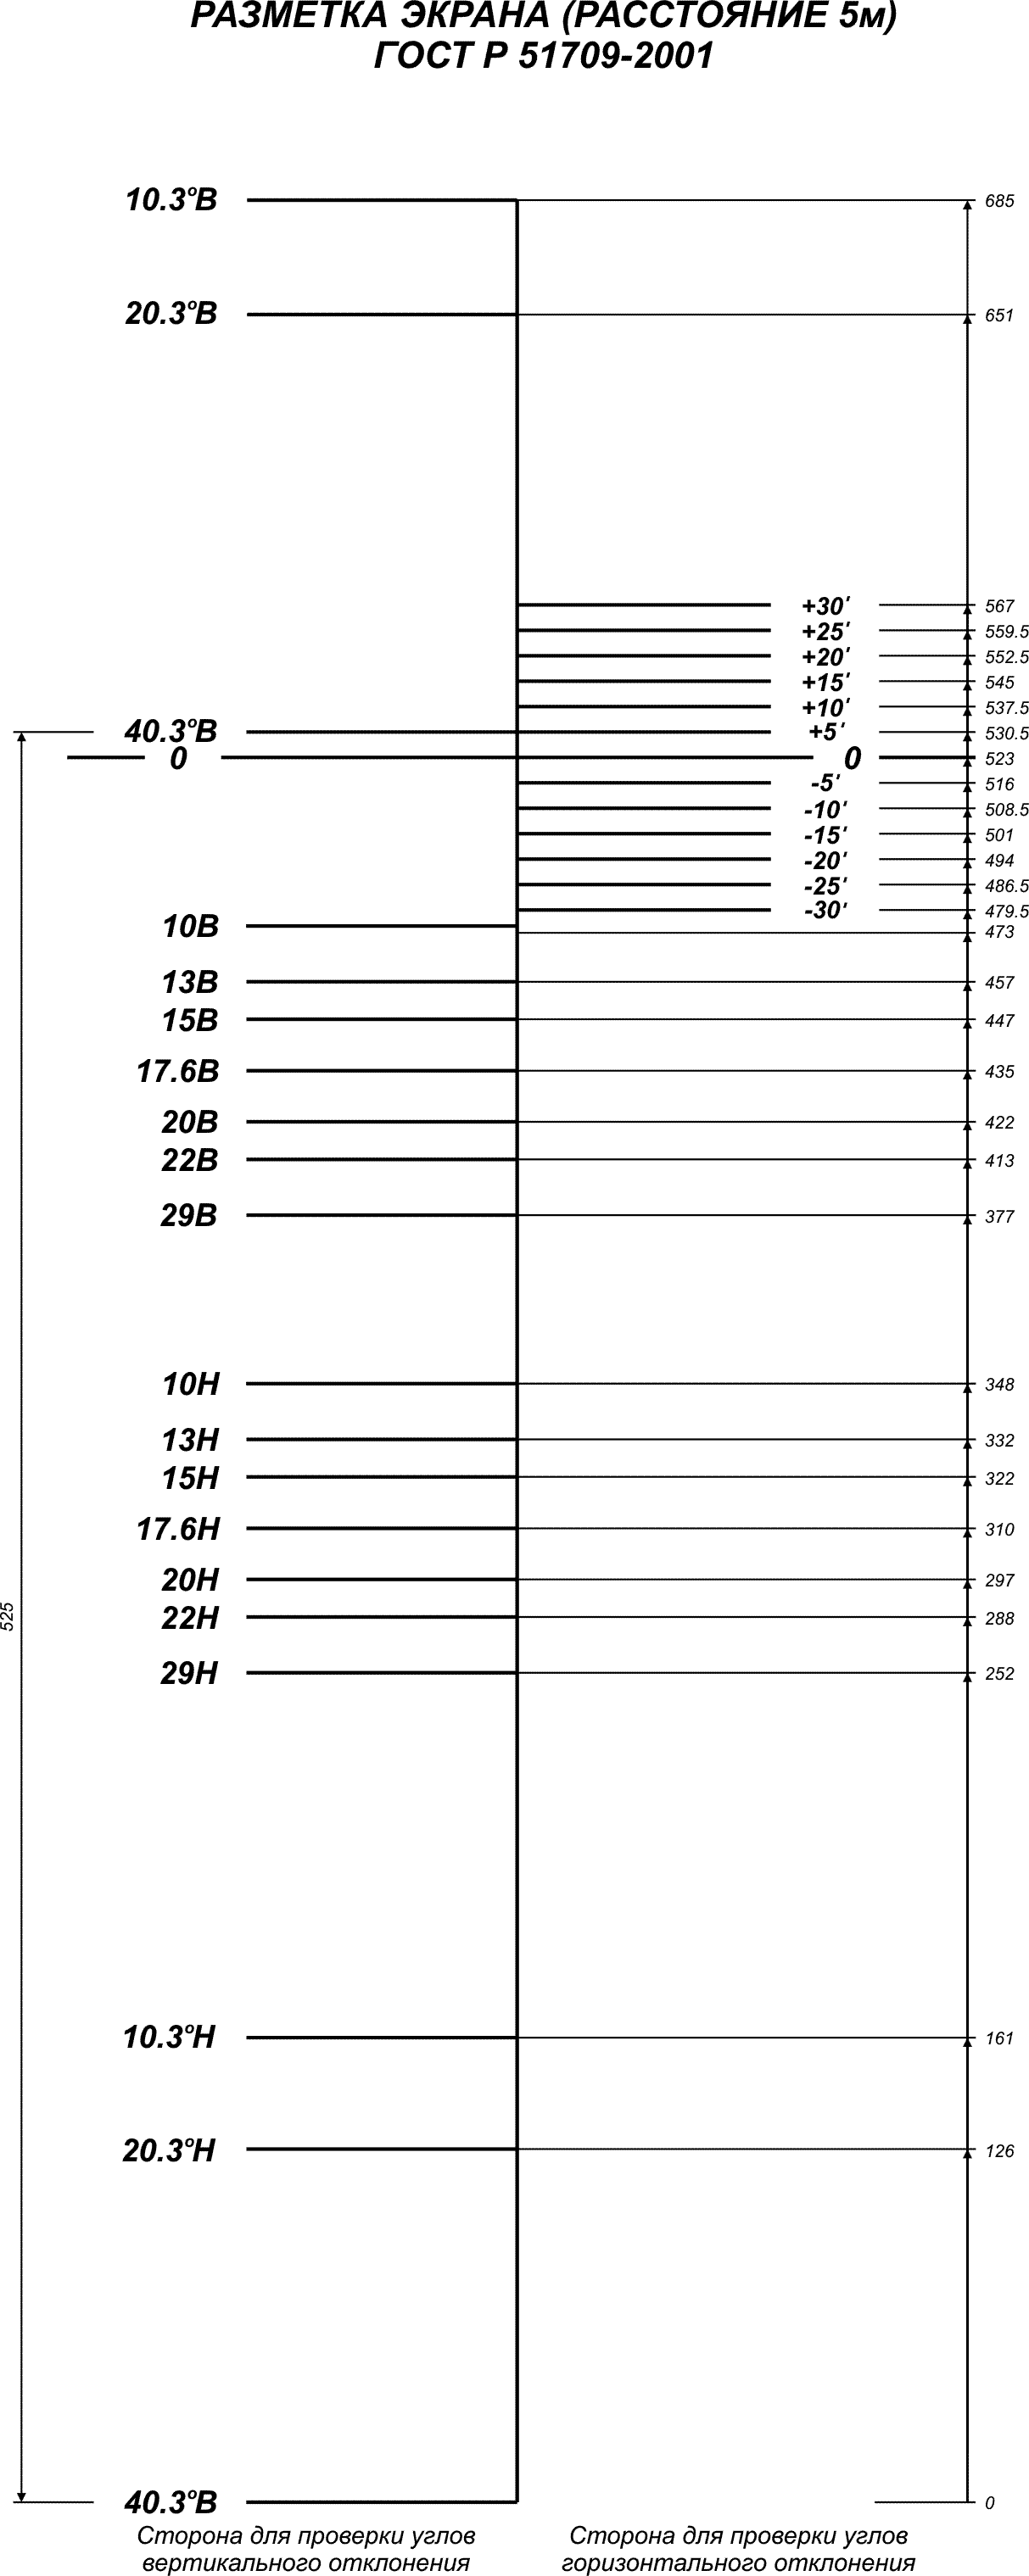 РАЗМЕТКА ЭКРАНА (РАССТОЯНИЕ 5м)
ГОСТ Р 51709-2001
10.3°В 685
20.3°В 651
+30' 567
+25' 559.5
+20' 552.5
+15' 545
+10' 537.5
40.3°В +5' 530.5
0 0 523
-5' 516
-10' 508.5
-15' 501
-20' 494
-25' 486.5
-30' 479.5
10В 473
13В 457
15В 447
17.6В 435
20В 422
22В 413
29В 377
10Н 348
13Н 332
15Н 322
17.6Н 310
20Н 297
22Н 288
525
29Н 252
10.3°Н 161
20.3°Н 126
40.3°В 0
Сторона для проверки углов
вертикального отклонения
Сторона для проверки углов
горизонтального отклонения